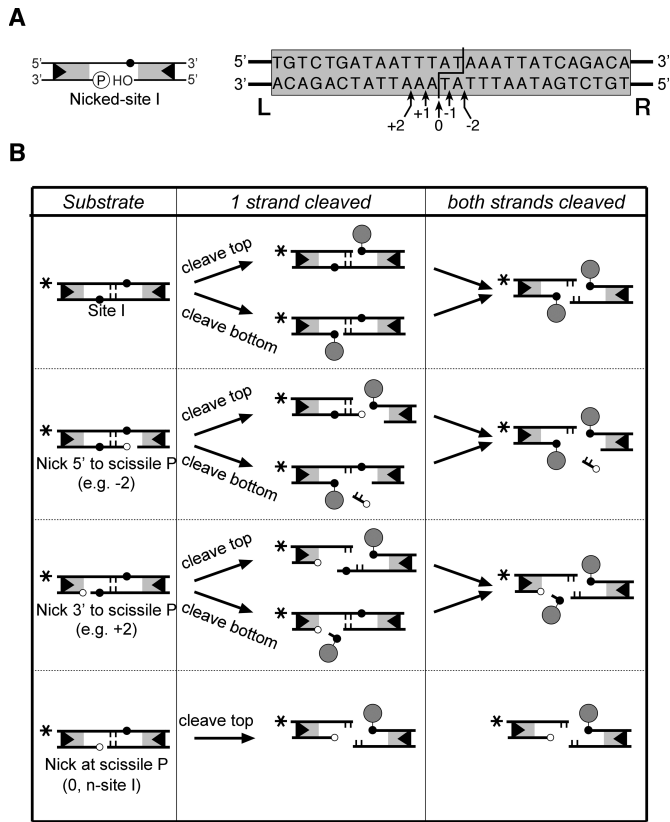 A
5' 3'
3' P HO 5'
Nicked-site I
5' TGTCTGATAATTTATAAATTATCAGACA 3'
3' ACAGACTATTAAATATTTAATAGTCTGT 5'
L R
+2 +1 0 -1 -2
B
Substrate 1 strand cleaved both strands cleaved
* cleave top * *
Site I
cleave bottom *
* cleave top * *
Nick 5' to scissile P
(e.g. -2)
cleave bottom *
* cleave top * *
Nick 3' to scissile P
(e.g. +2)
cleave bottom *
* cleave top * *
Nick at scissile P
(0, n-site I)